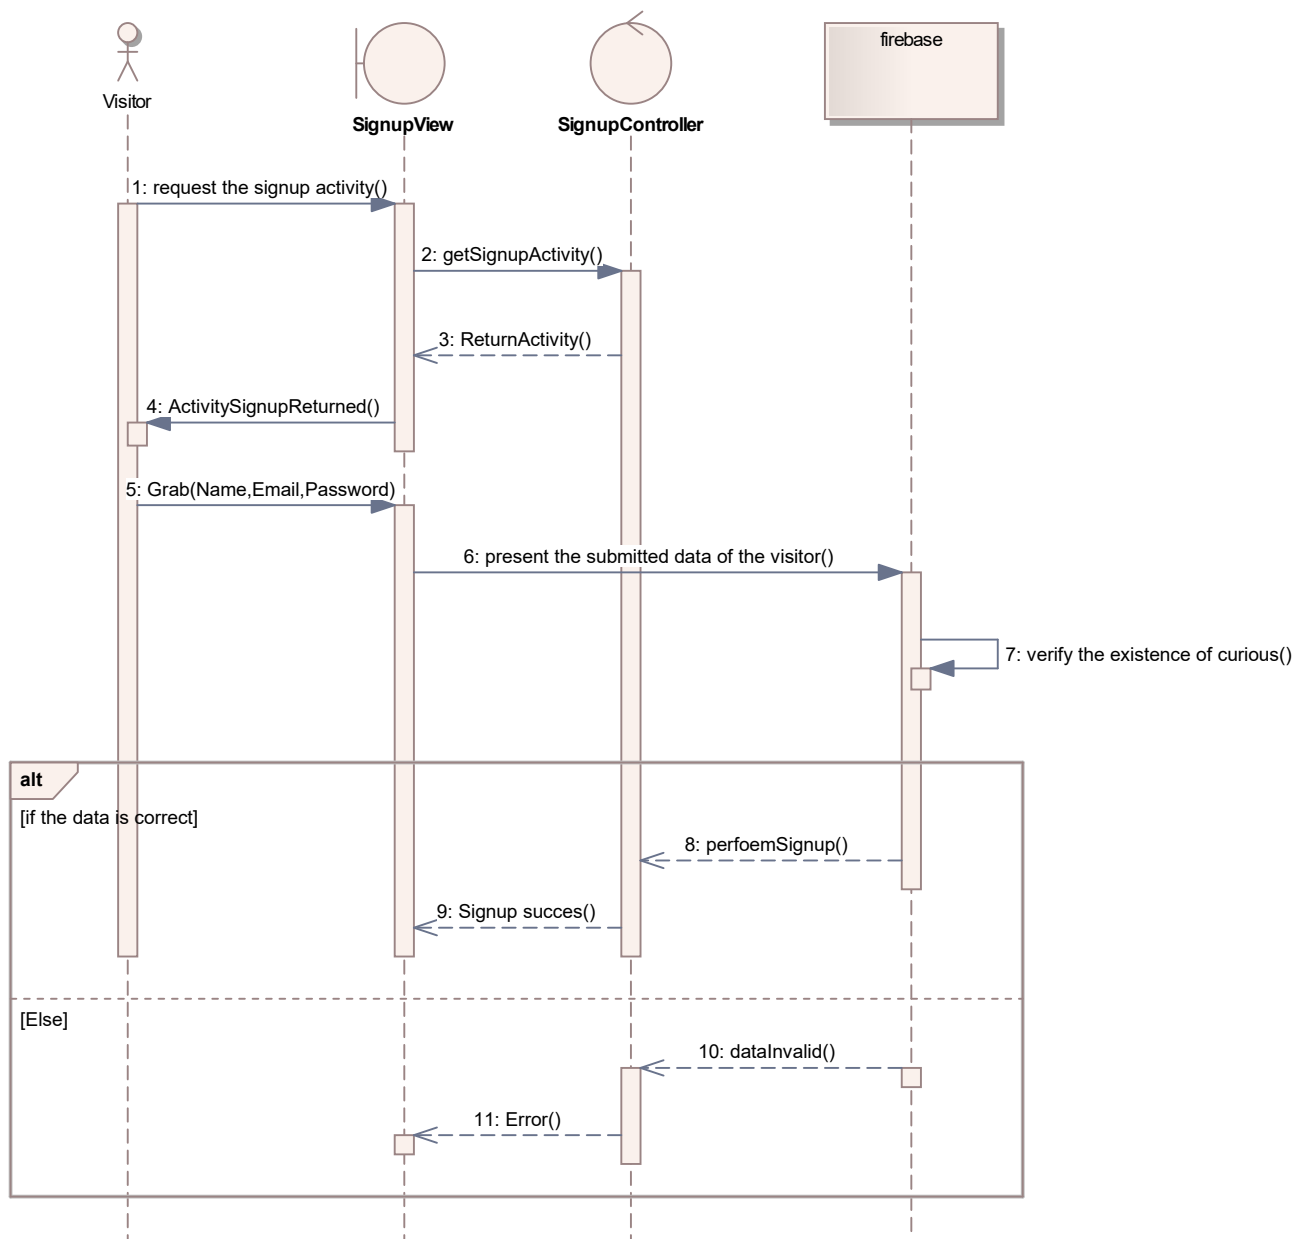 firebase
Visitor
SignupView
SignupController
1: request the signup activity()
2: getSignupActivity()
3: ReturnActivity()
4: ActivitySignupReturned()
5: Grab(Name,Email,Password)
6: present the submitted data of the visitor()
7: verify the existence of curious()
alt
[if the data is correct]
8: perfoemSignup()
9: Signup succes()
[Else]
10: dataInvalid()
11: Error()